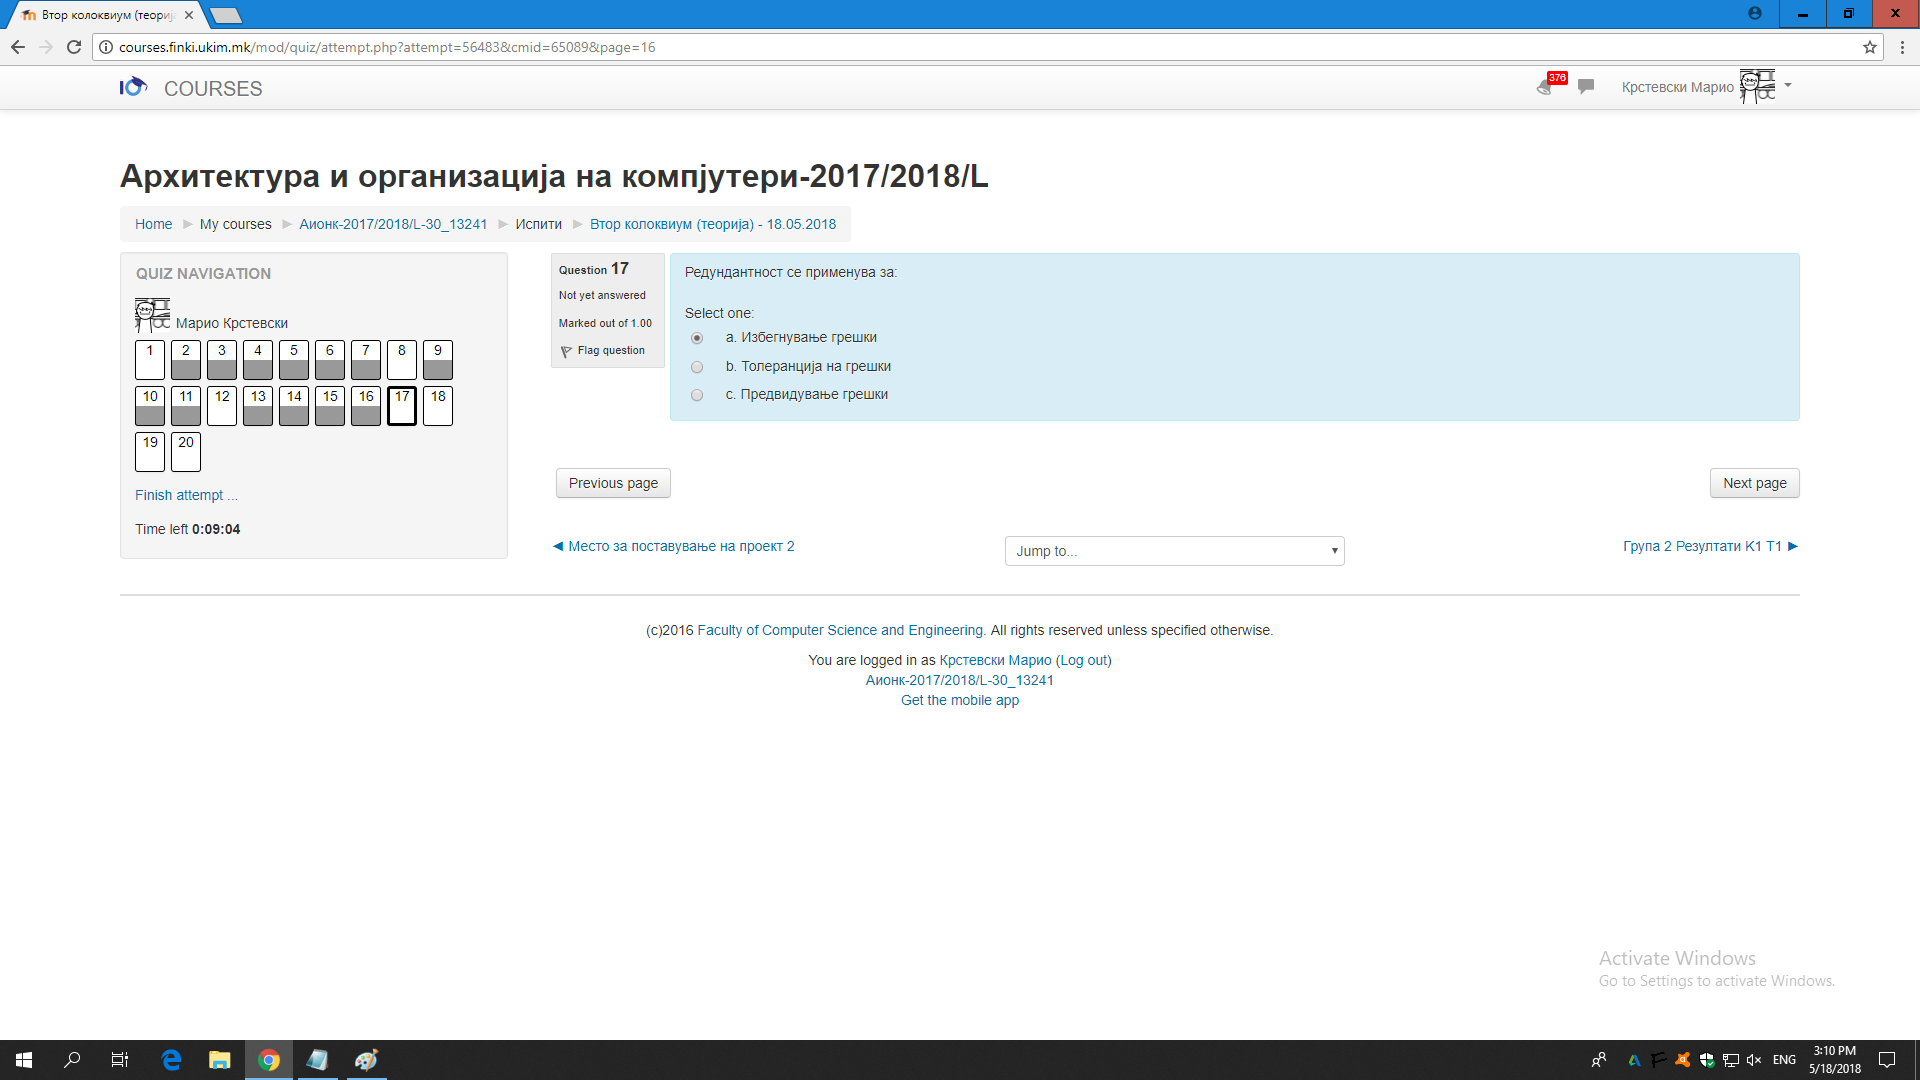 Втор колоквиум (теориј
courses.finki.ukim.mk/mod/quiz/attempt.php?attempt=56483&cmid=65089&page=16
COURSES
376
Крстевски Марио
Архитектура и организација на компјутери-2017/2018/L
Home ► My courses ► Аионк-2017/2018/L-30_13241 ► Испити ► Втор колоквиум (теорија) - 18.05.2018
QUIZ NAVIGATION
Марио Крстевски
1 2 3 4 5 6 7 8 9
10 11 12 13 14 15 16 17 18
19 20
Finish attempt ...
Time left 0:09:04
Question 17
Not yet answered
Marked out of 1.00
Flag question
Редундантност се применува за:
Select one:
a. Избегнување грешки
b. Толеранција на грешки
c. Предвидување грешки
Previous page
Next page
◄ Место за поставување на проект 2
Jump to...
Група 2 Резултати К1 Т1 ►
(c)2016 Faculty of Computer Science and Engineering. All rights reserved unless specified otherwise.
You are logged in as Крстевски Марио (Log out)
Аионк-2017/2018/L-30_13241
Get the mobile app
Activate Windows
Go to Settings to activate Windows.
ENG
3:10 PM
5/18/2018